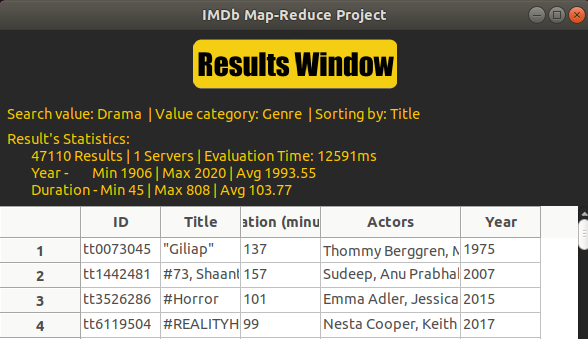 IMDb Map-Reduce Project
Results Window
Search value: Drama | Value category: Genre | Sorting by: Title
Result's Statistics:
47110 Results | 1 Servers | Evaluation Time: 12591ms
Year - Min 1906 | Max 2020 | Avg 1993.55
Duration - Min 45 | Max 808 | Avg 103.77
ID Title ation (minu Actors Year
1 tt0073045 "Giliap" 137 Thommy Berggren, M 1975
2 tt1442481 #73, Shaant 157 Sudeep, Anu Prabhal 2007
3 tt3526286 #Horror 101 Emma Adler, Jessica 2015
4 tt6119504 #REALITYH 99 Nesta Cooper, Keith 2017